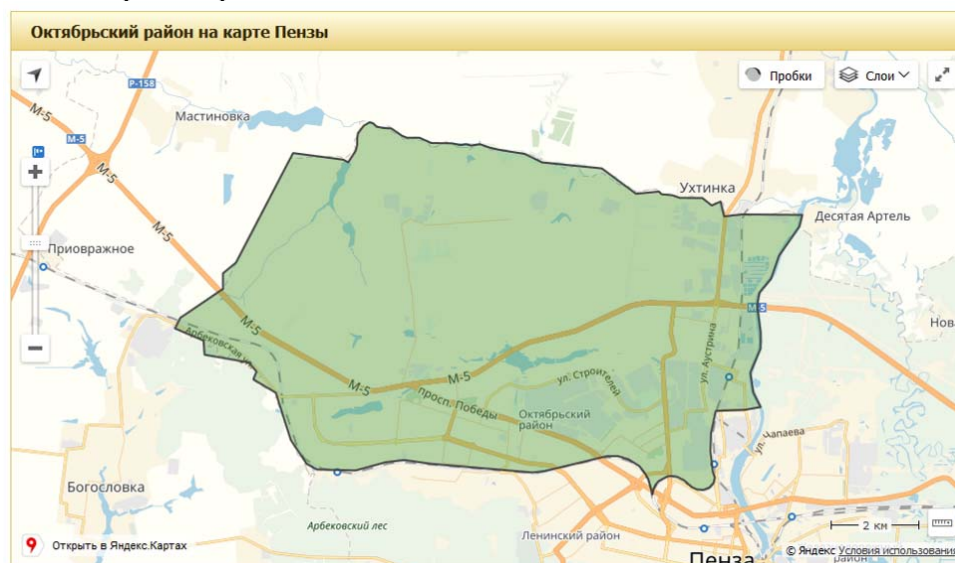 Октябрьский район на карте Пензы
Р-158
Пробки
Слои
М-5
Мастиновка
М-5
М-5
Ухтинка
Десятая Артель
Приовражное
М-5
М-5
Нов
Арбековская
ул. Аустрина
М-5
М-5
ул. Строителей
просп. Победы
Октябрьский
район
ул. Чапаева
Богословка
Арбековский лес
2 км
Ленинский район
Открыть в Яндекс.Картах
Пенза
© Яндекс Условия использования
район